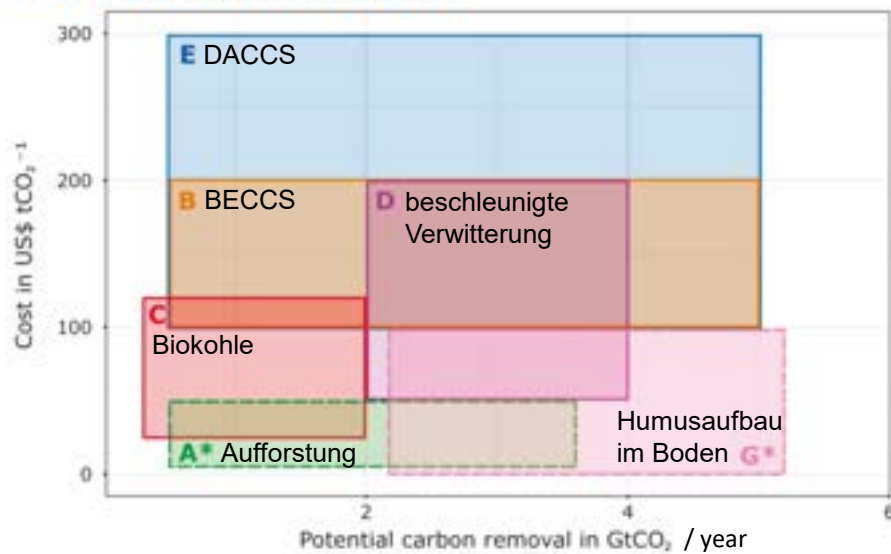 300
E DACCS
200
B BECCS
D beschleunigte
Verwitterung
Cost in US$ tCO₂⁻¹
100
C
Biokohle
Humusaufbau
im Boden G*
A* Aufforstung
0
2
4
6
Potential carbon removal in GtCO₂ / year